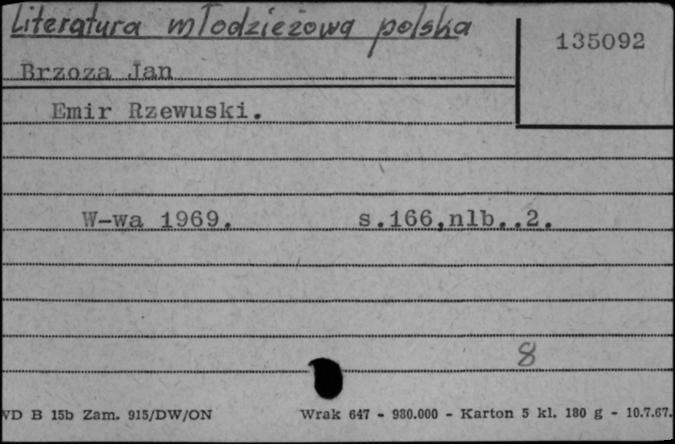 Literatura młodzieżowa polska
135092
Brzoza Jan
Emir Rzewuski.
W-wa 1969. s.166,nlb..2.
8
VD B 15b Zam. 915/DW/ON Wrak 647 - 980.000 - Karton 5 kl. 180 g - 10.7.67.